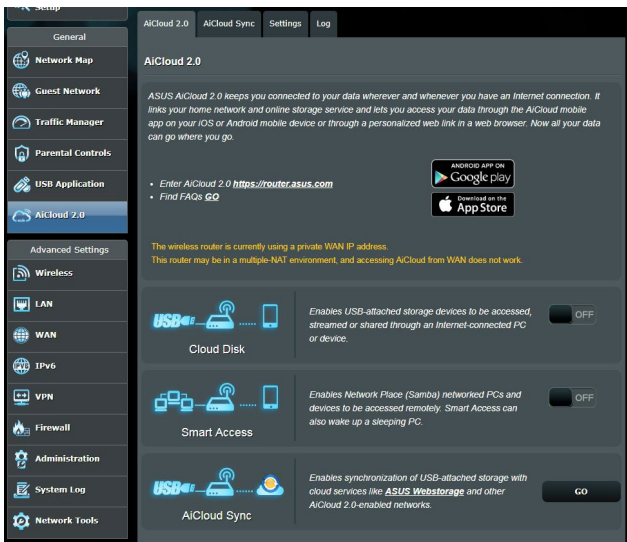 Setup
General
Network Map
Guest Network
Traffic Manager
Parental Controls
USB Application
AiCloud 2.0
Advanced Settings
Wireless
LAN
WAN
IPv6
VPN
Firewall
Administration
System Log
Network Tools
AiCloud 2.0 AiCloud Sync Settings Log
AiCloud 2.0
ASUS AiCloud 2.0 keeps you connected to your data wherever and whenever you have an Internet connection. It
links your home network and online storage service and lets you access your data through the AiCloud mobile
app on your iOS or Android mobile device or through a personalized web link in a web browser. Now all your data
can go where you go.
• Enter AiCloud 2.0 https://router.asus.com
• Find FAQs GO
ANDROID APP ON
Google play
Download on the
App Store
The wireless router is currently using a private WAN IP address.
This router may be in a multiple-NAT environment, and accessing AiCloud from WAN does not work.
USB
Cloud Disk
Enables USB-attached storage devices to be accessed,
streamed or shared through an Internet-connected PC
or device.
OFF
Smart Access
Enables Network Place (Samba) networked PCs and
devices to be accessed remotely. Smart Access can
also wake up a sleeping PC.
OFF
USB
AiCloud Sync
Enables synchronization of USB-attached storage with
cloud services like ASUS Webstorage and other
AiCloud 2.0-enabled networks.
GO